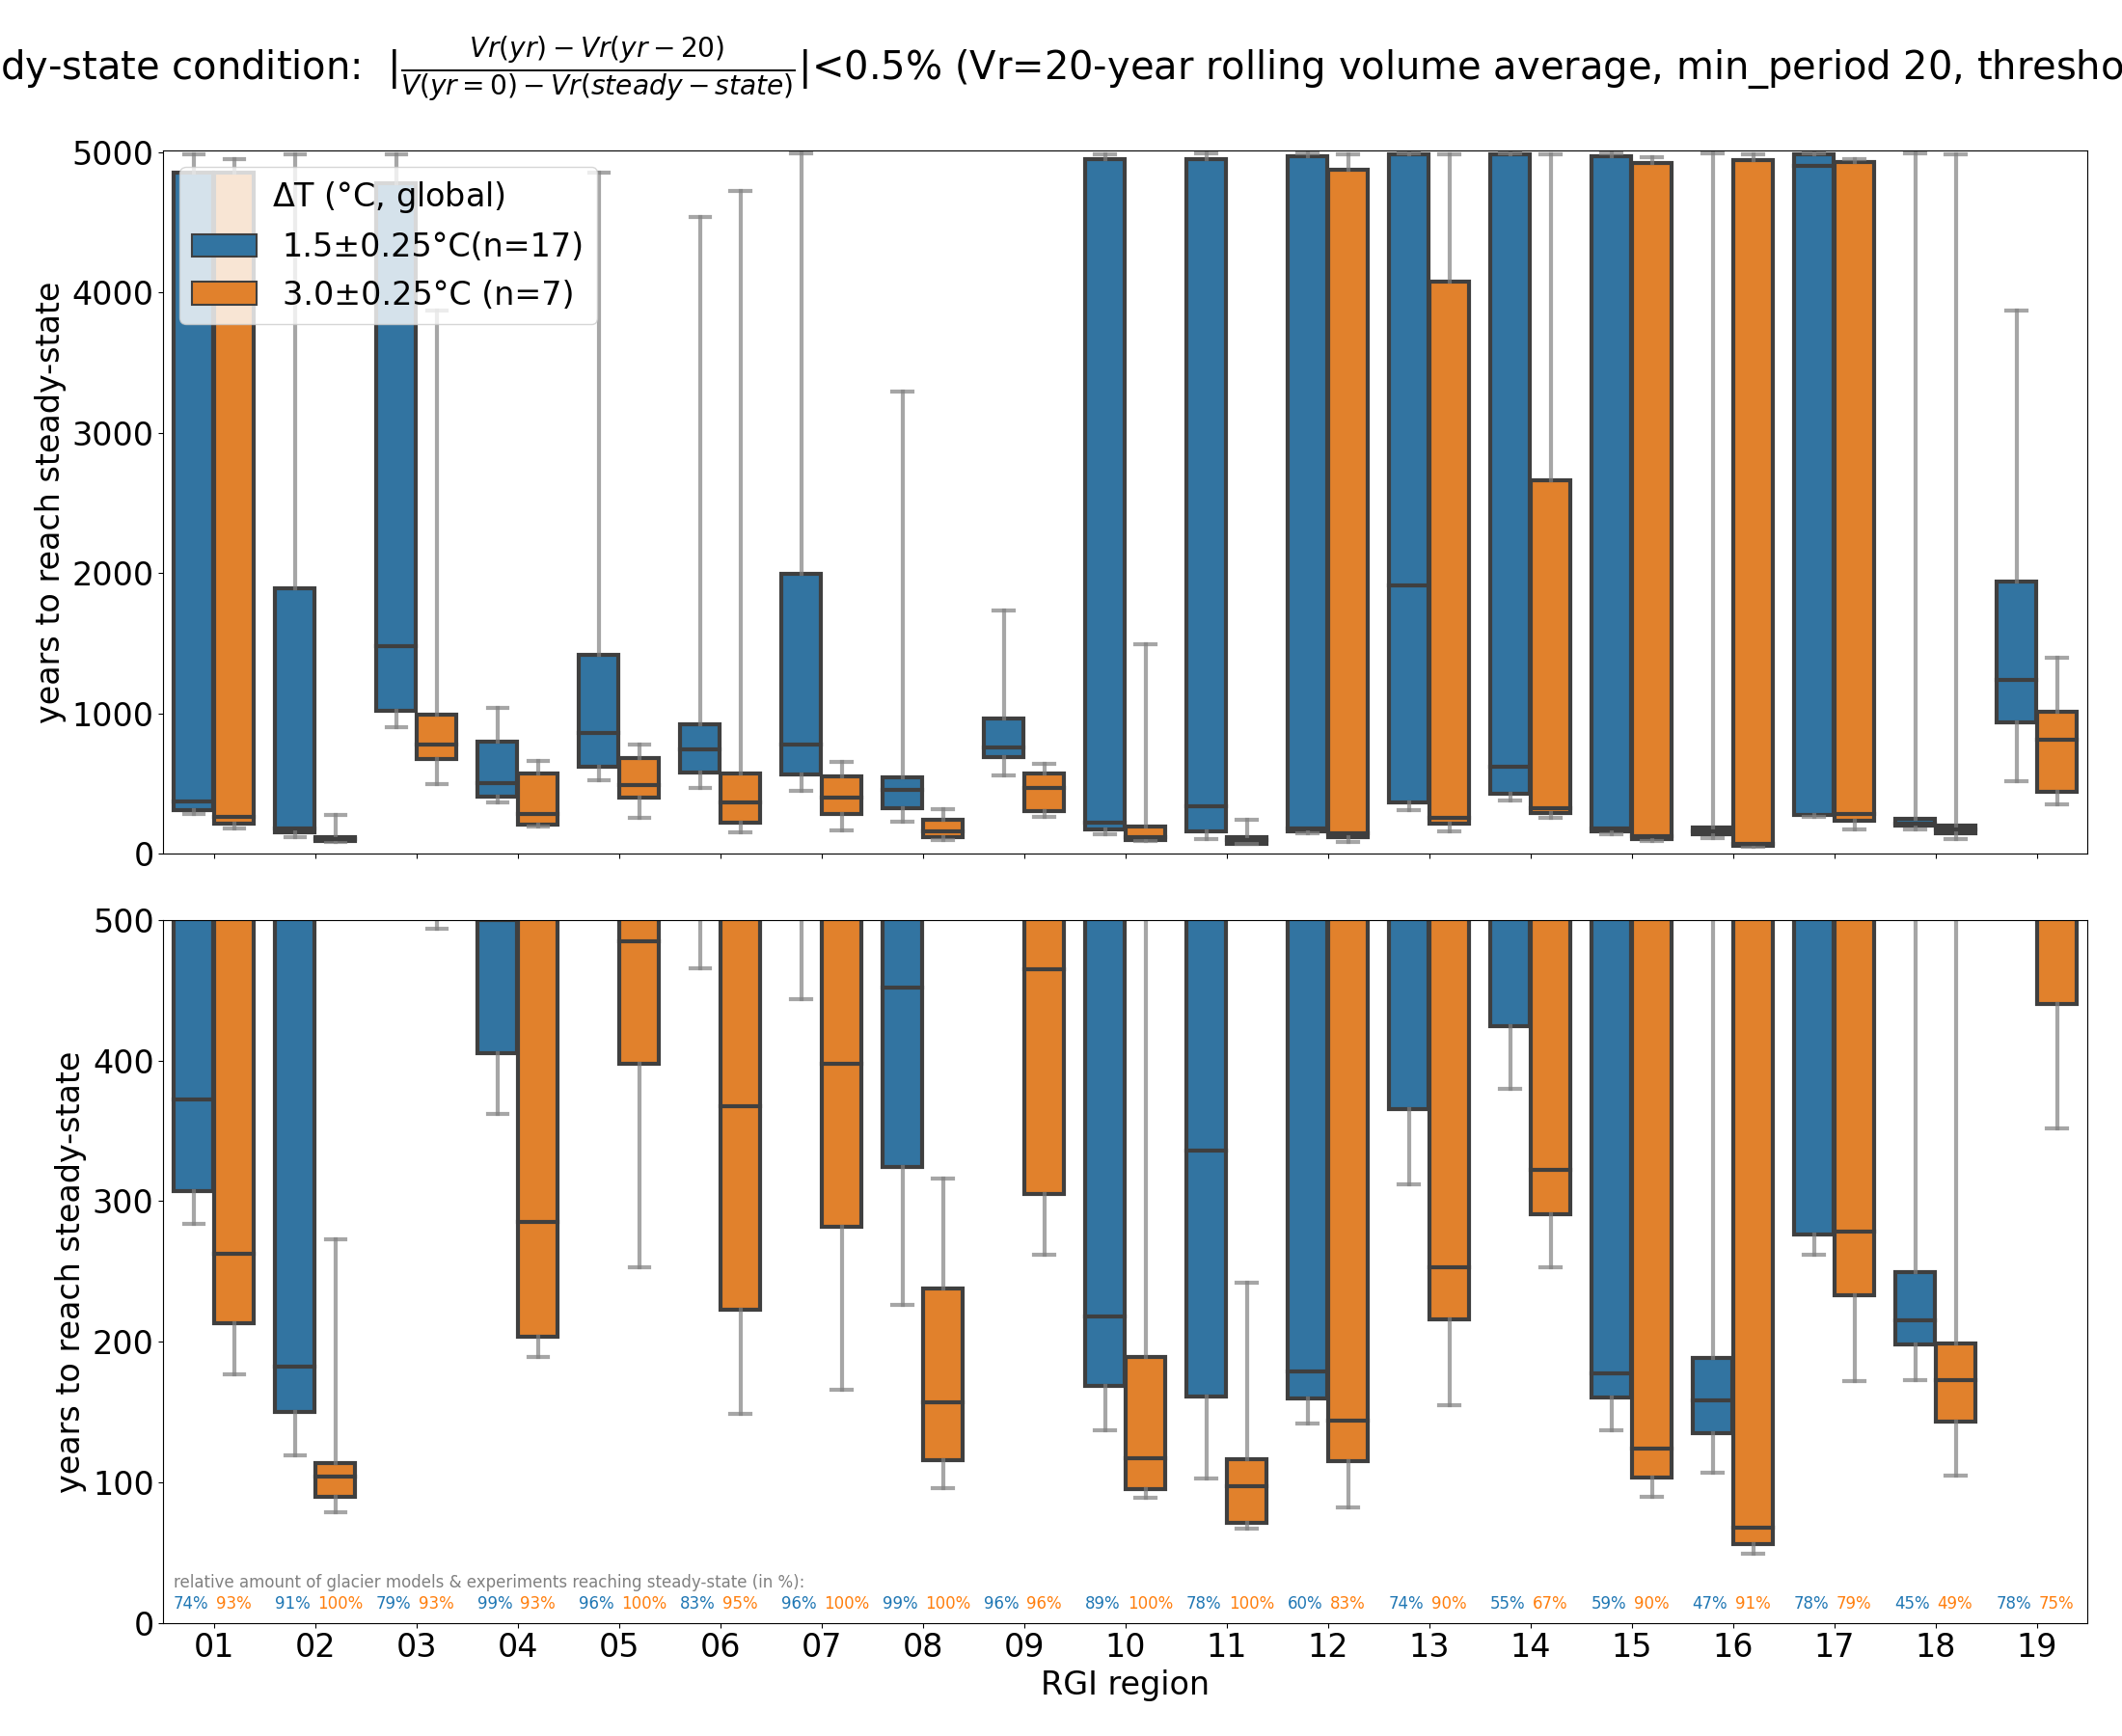 dy-state condition: |Vr(yr) − Vr(yr − 20) / V(yr = 0) − Vr(steady − state)|<0.5% (Vr=20-year rolling volume average, min_period 20, thresho
5000
4000
3000
2000
1000
0
years to reach steady-state
ΔT (°C, global)
1.5±0.25°C(n=17)
3.0±0.25°C (n=7)
500
400
300
200
100
0
years to reach steady-state
relative amount of glacier models & experiments reaching steady-state (in %):
74% 93% 91% 100% 79% 93% 99% 93% 96% 100% 83% 95% 96% 100% 99% 100% 96% 96% 89% 100% 78% 100% 60% 83% 74% 90% 55% 67% 59% 90% 47% 91% 78% 79% 45% 49% 78% 75%
01 02 03 04 05 06 07 08 09 10 11 12 13 14 15 16 17 18 19
RGI region